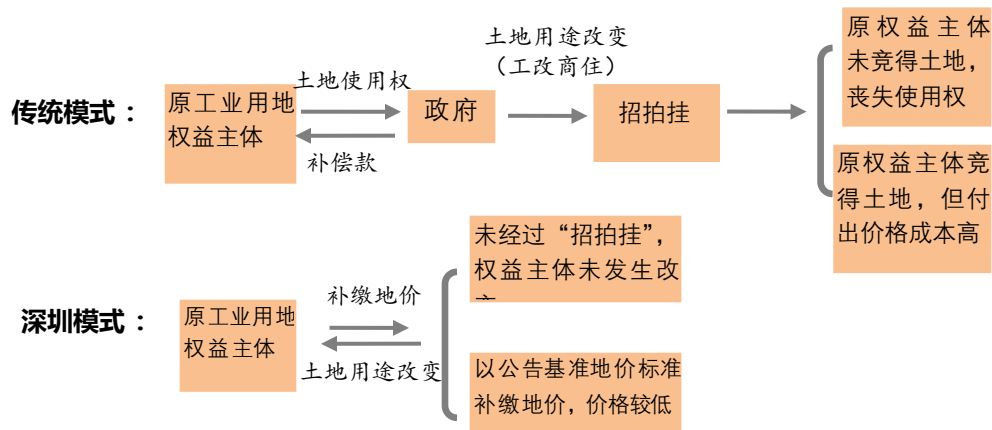 传统模式：
原工业用地
权益主体
土地使用权
补偿款
政府
土地用途改变
（工改商住）
招拍挂
原权益主体
未竞得土地，
丧失使用权
原权益主体竞
得土地，但付
出价格成本高
深圳模式：
原工业用地
权益主体
补缴地价
土地用途改变
未经过“招拍挂”，
权益主体未发生改
以公告基准地价标准
补缴地价，价格较低